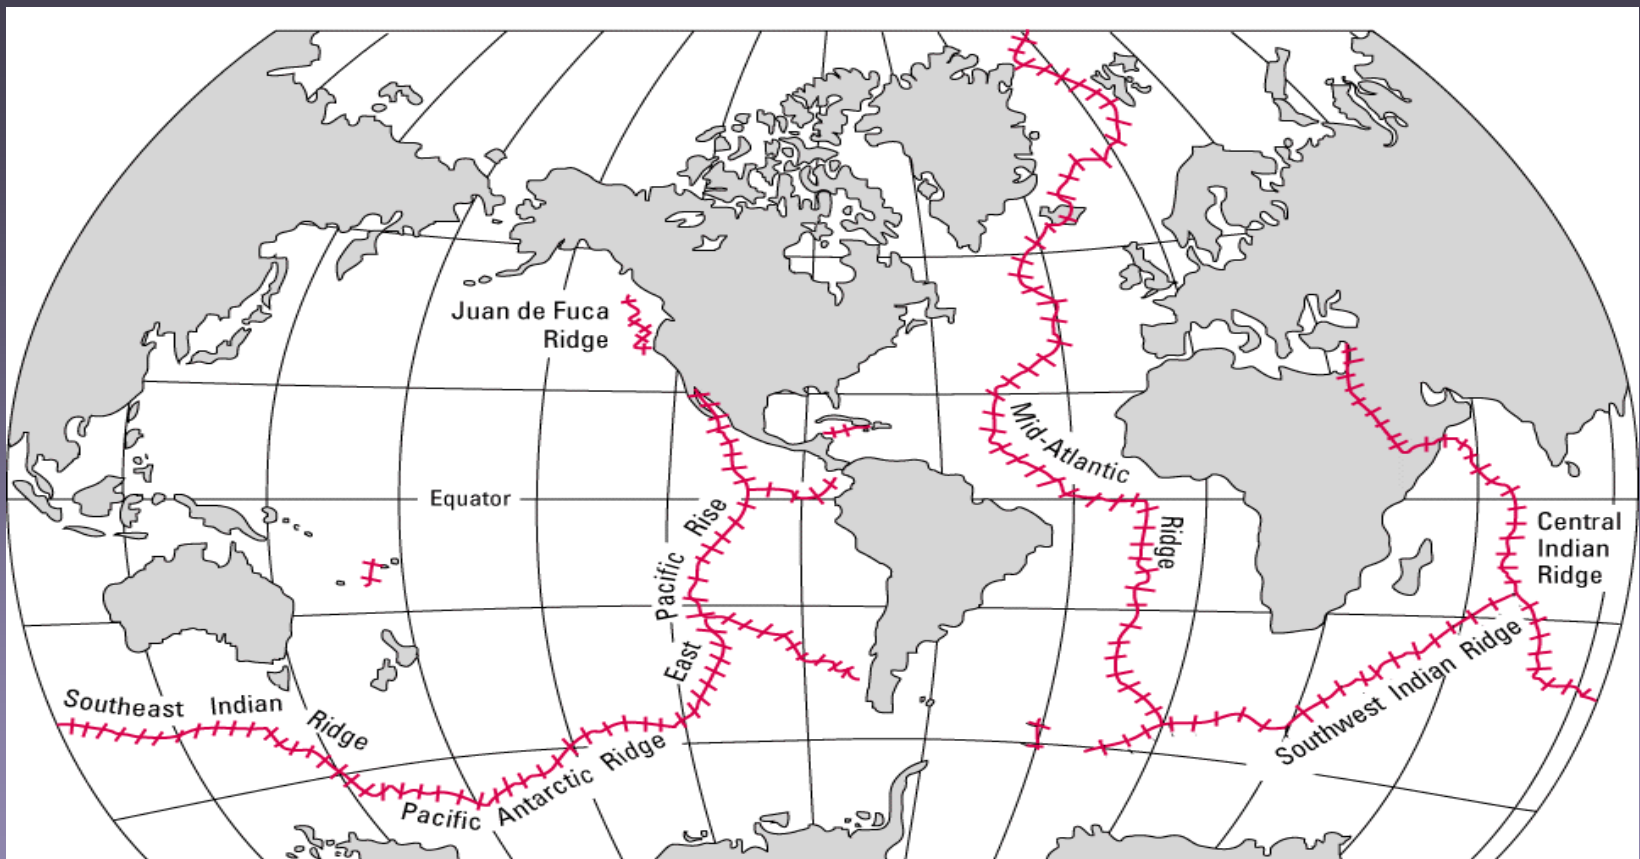 Juan de Fuca
Ridge
Mid-Atlantic
Ridge
Equator
East Pacific Rise
Central
Indian
Ridge
Southwest Indian Ridge
Southeast Indian Ridge
Pacific Antarctic Ridge